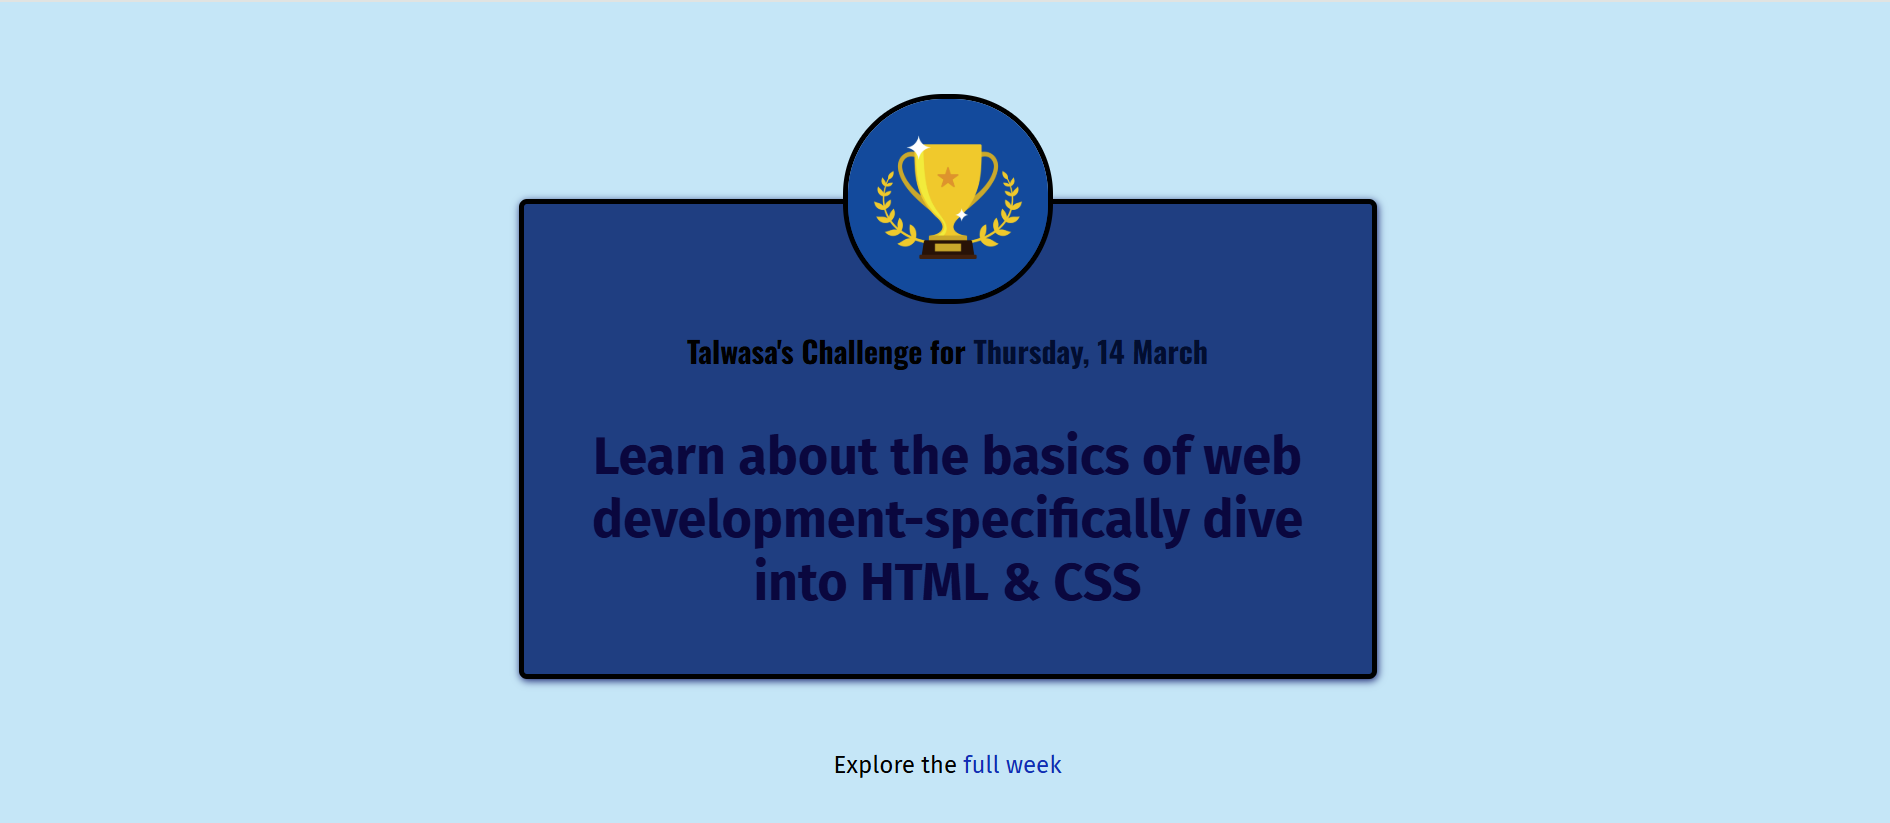 Talwasa's Challenge for Thursday, 14 March
Learn about the basics of web
development-specifically dive
into HTML & CSS
Explore the full week